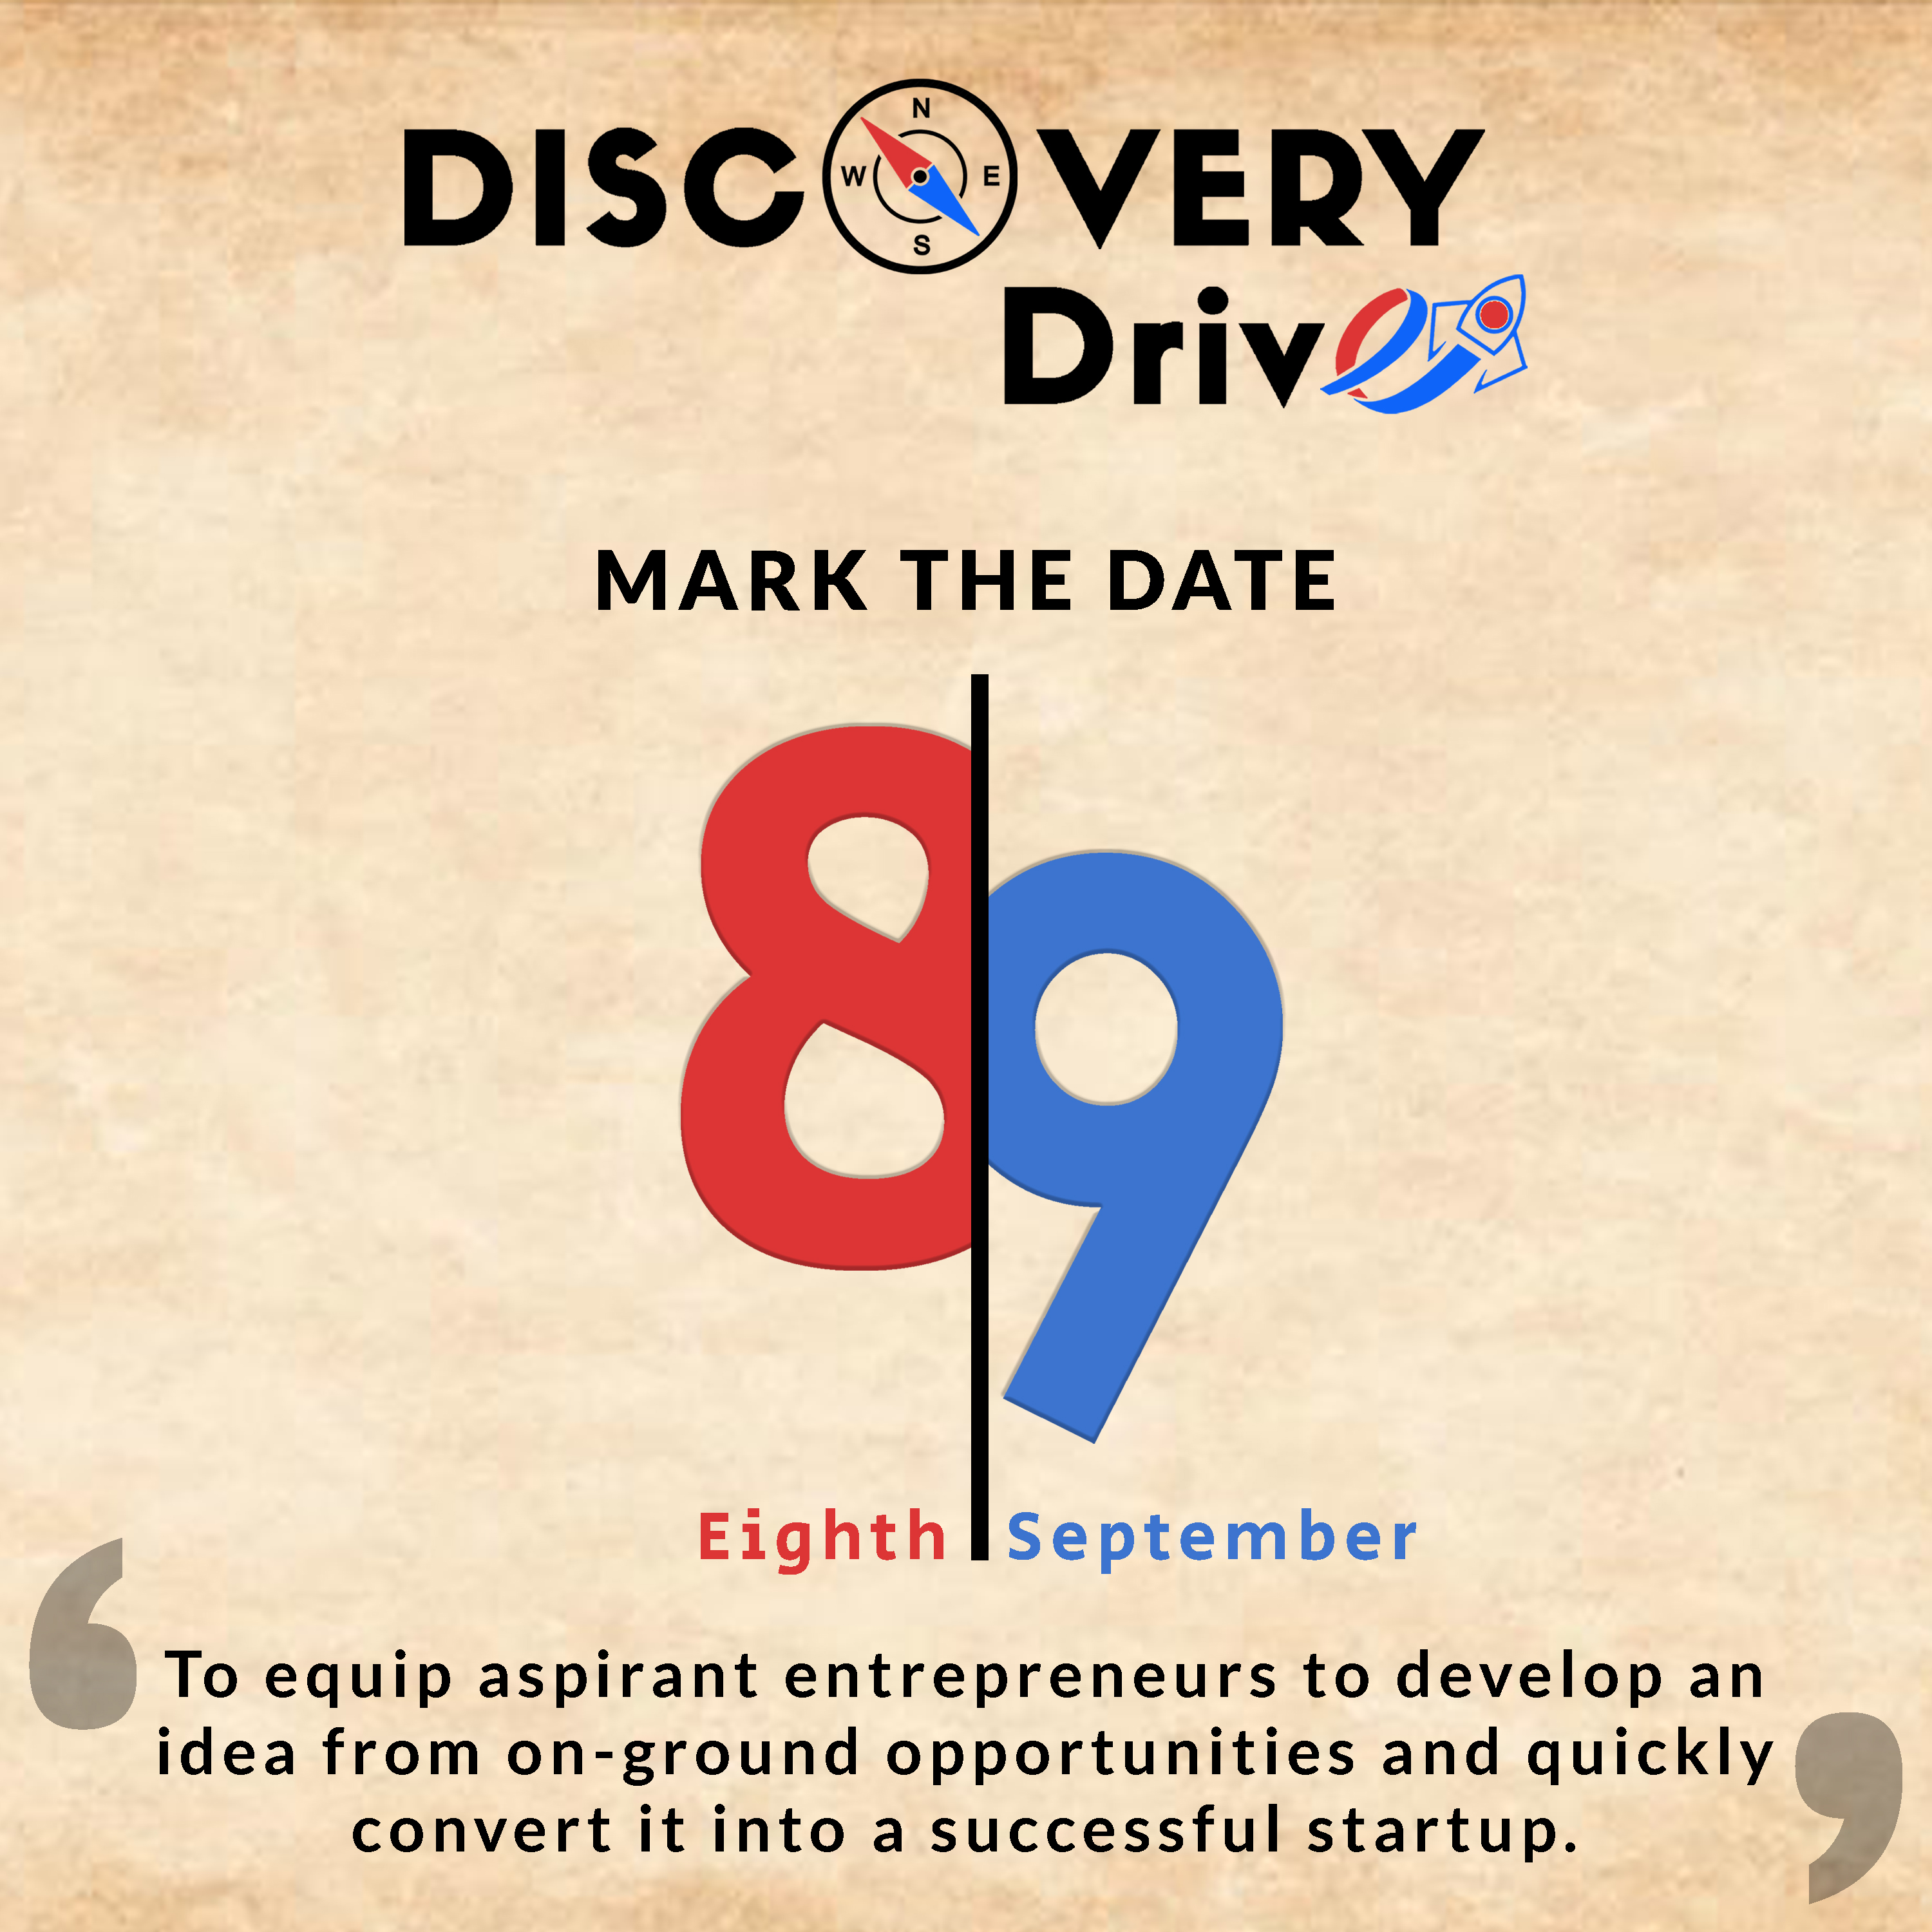 DISCOVERY
N
W E
S
Drive
MARK THE DATE
8 9
Eighth September
‘To equip aspirant entrepreneurs to develop an
idea from on-ground opportunities and quickly
convert it into a successful startup.’